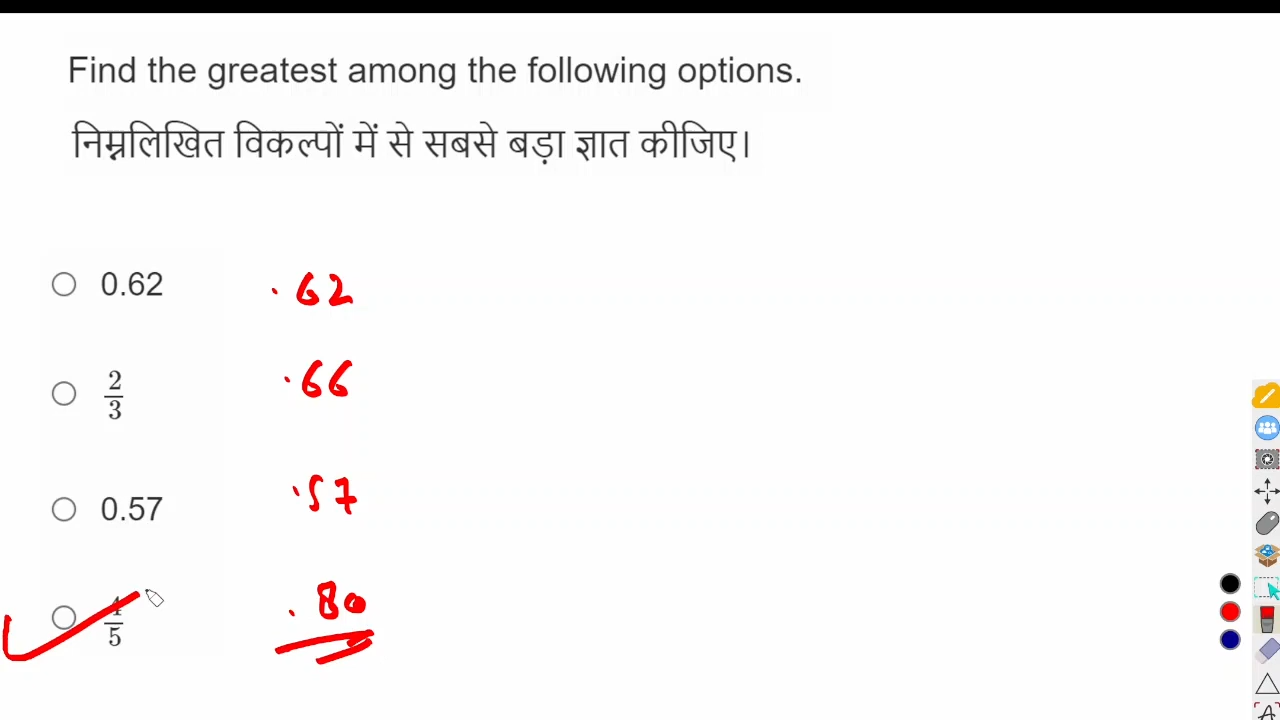 Find the greatest among the following options.
निम्नलिखित विकल्पों में से सबसे बड़ा ज्ञात कीजिए।
0.62 .62
2/3 .66
0.57 .57
4/5 .80